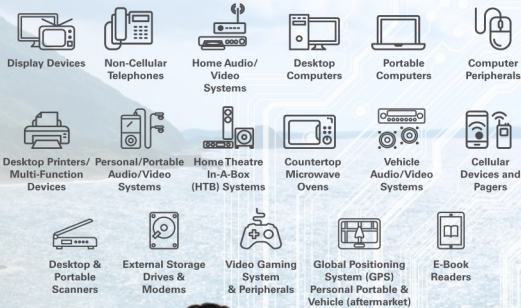 Display Devices
Non-Cellular
Telephones
Home Audio/
Video
Systems
Desktop
Computers
Portable
Computers
Computer
Peripherals
Desktop Printers/
Multi-Function
Devices
Personal/Portable
Audio/Video
Systems
Home Theatre
In-A-Box
(HTB) Systems
Countertop
Microwave
Ovens
Vehicle
Audio/Video
Systems
Cellular
Devices and
Pagers
Desktop &
Portable
Scanners
External Storage
Drives &
Modems
Video Gaming
System
& Peripherals
Global Positioning
System (GPS)
Personal Portable &
Vehicle (aftermarket)
E-Book
Readers